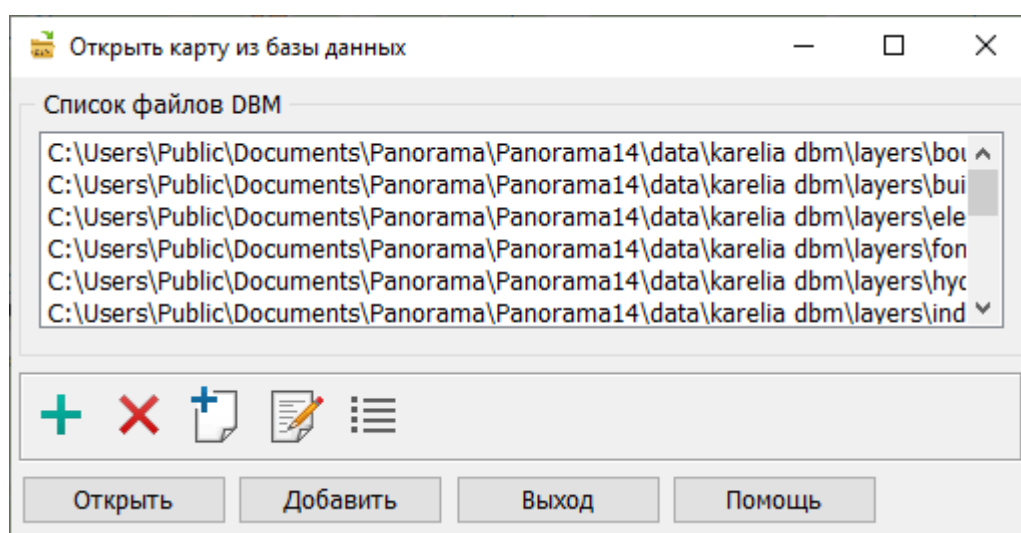 Открыть карту из базы данных
Список файлов DBM
C:\Users\Public\Documents\Panorama\Panorama14\data\karelia dbm\layers\bou
C:\Users\Public\Documents\Panorama\Panorama14\data\karelia dbm\layers\bui
C:\Users\Public\Documents\Panorama\Panorama14\data\karelia dbm\layers\ele
C:\Users\Public\Documents\Panorama\Panorama14\data\karelia dbm\layers\fon
C:\Users\Public\Documents\Panorama\Panorama14\data\karelia dbm\layers\hyd
C:\Users\Public\Documents\Panorama\Panorama14\data\karelia dbm\layers\ind
Открыть Добавить Выход Помощь